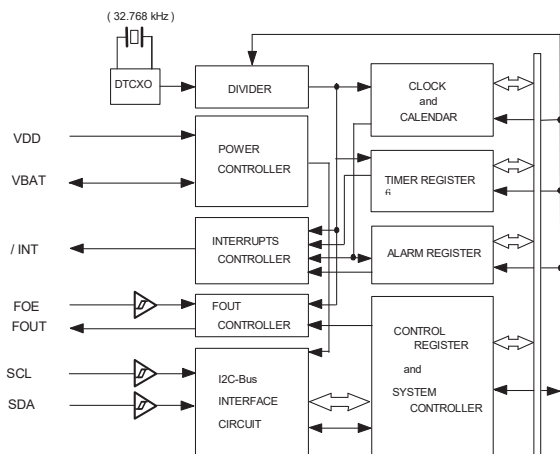 ( 32.768 kHz )
DTCXO
DIVIDER
CLOCK
and
CALENDAR
VDD
VBAT
POWER
CONTROLLER
TIMER REGISTER
6
/ INT
INTERRUPTS
CONTROLLER
ALARM REGISTER
FOE
FOUT
FOUT
CONTROLLER
CONTROL
REGISTER
and
SYSTEM
CONTROLLER
SCL
SDA
I2C-Bus
INTERFACE
CIRCUIT